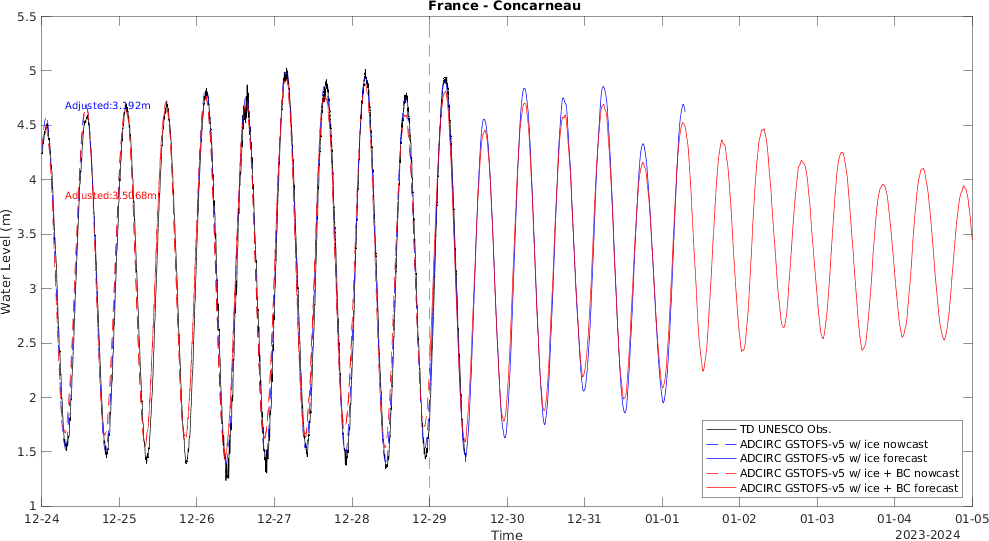 France - Concarneau
5.5
5
4.5
4
3.5
3
2.5
2
1.5
1
Water Level (m)
Adjusted:3.192m
Adjusted:3.5068m
TD UNESCO Obs.
ADCIRC GSTOFS-v5 w/ ice nowcast
ADCIRC GSTOFS-v5 w/ ice forecast
ADCIRC GSTOFS-v5 w/ ice + BC nowcast
ADCIRC GSTOFS-v5 w/ ice + BC forecast
12-24 12-25 12-26 12-27 12-28 12-29 12-30 12-31 01-01 01-02 01-03 01-04 01-05
Time
2023-2024